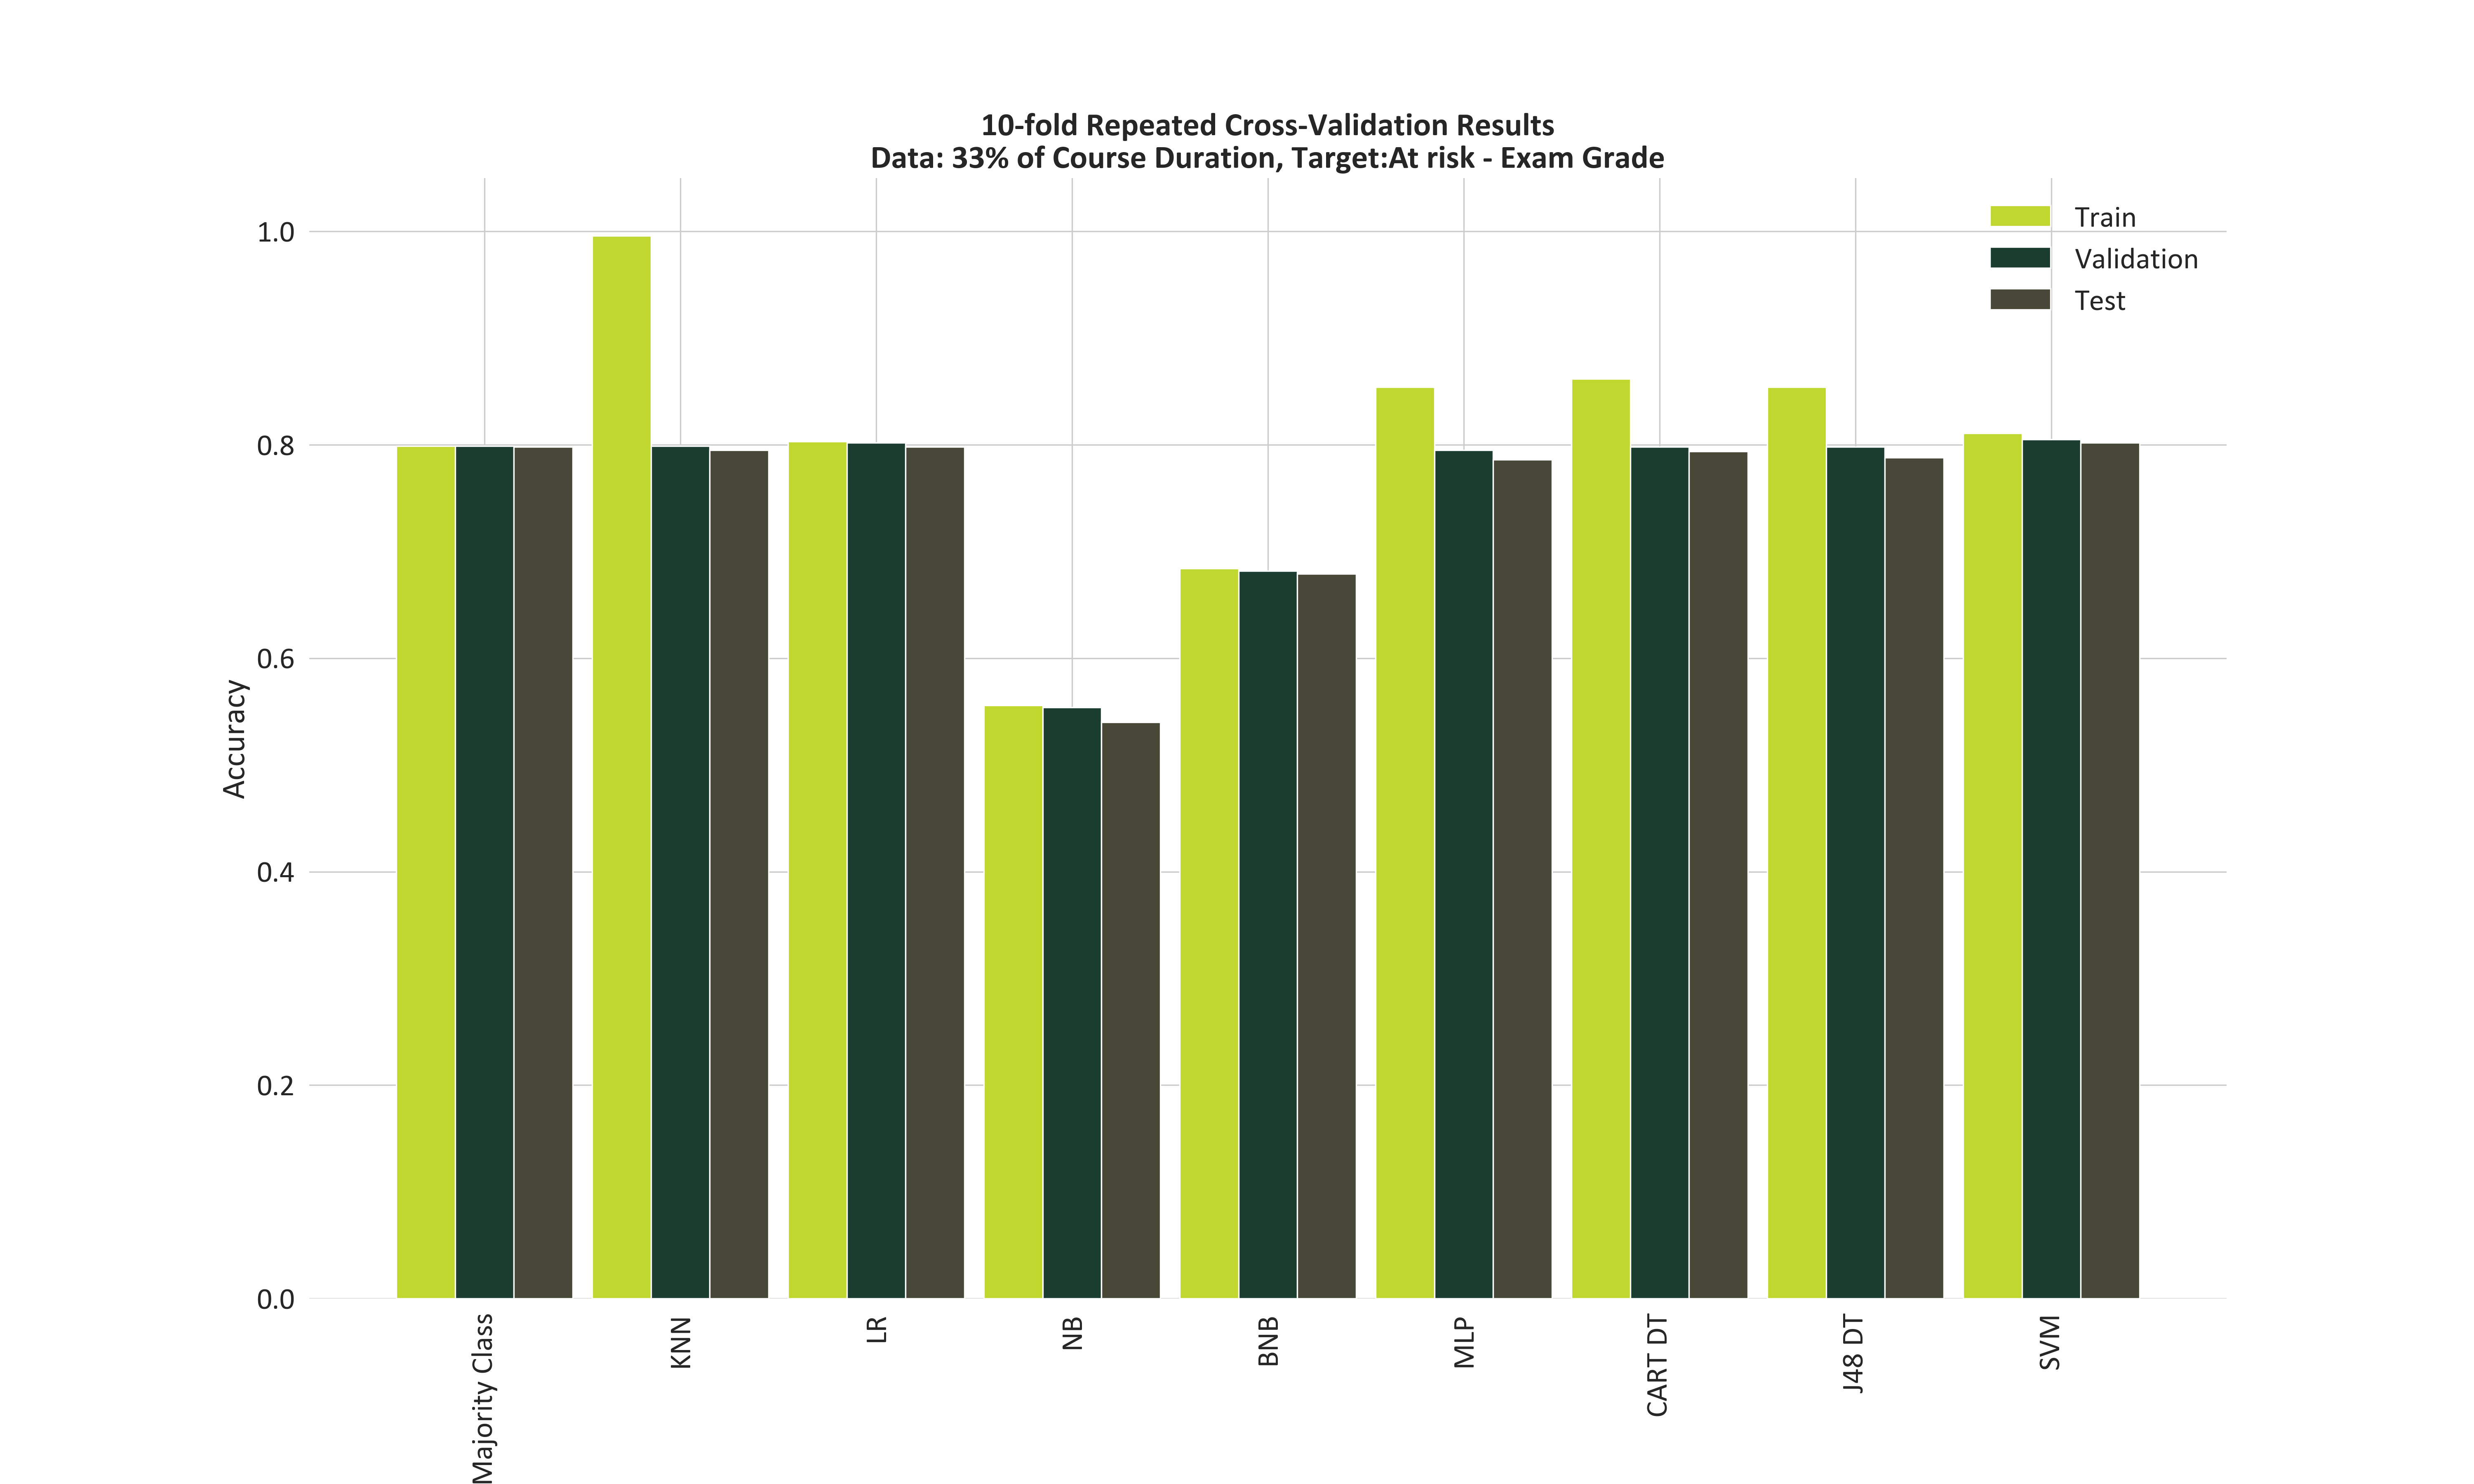 10-fold Repeated Cross-Validation Results
Data: 33% of Course Duration, Target:At risk - Exam Grade
Train
Validation
Test
1.0
0.8
0.6
0.4
0.2
0.0
Accuracy
Majority Class
KNN
LR
NB
BNB
MLP
CART DT
J48 DT
SVM